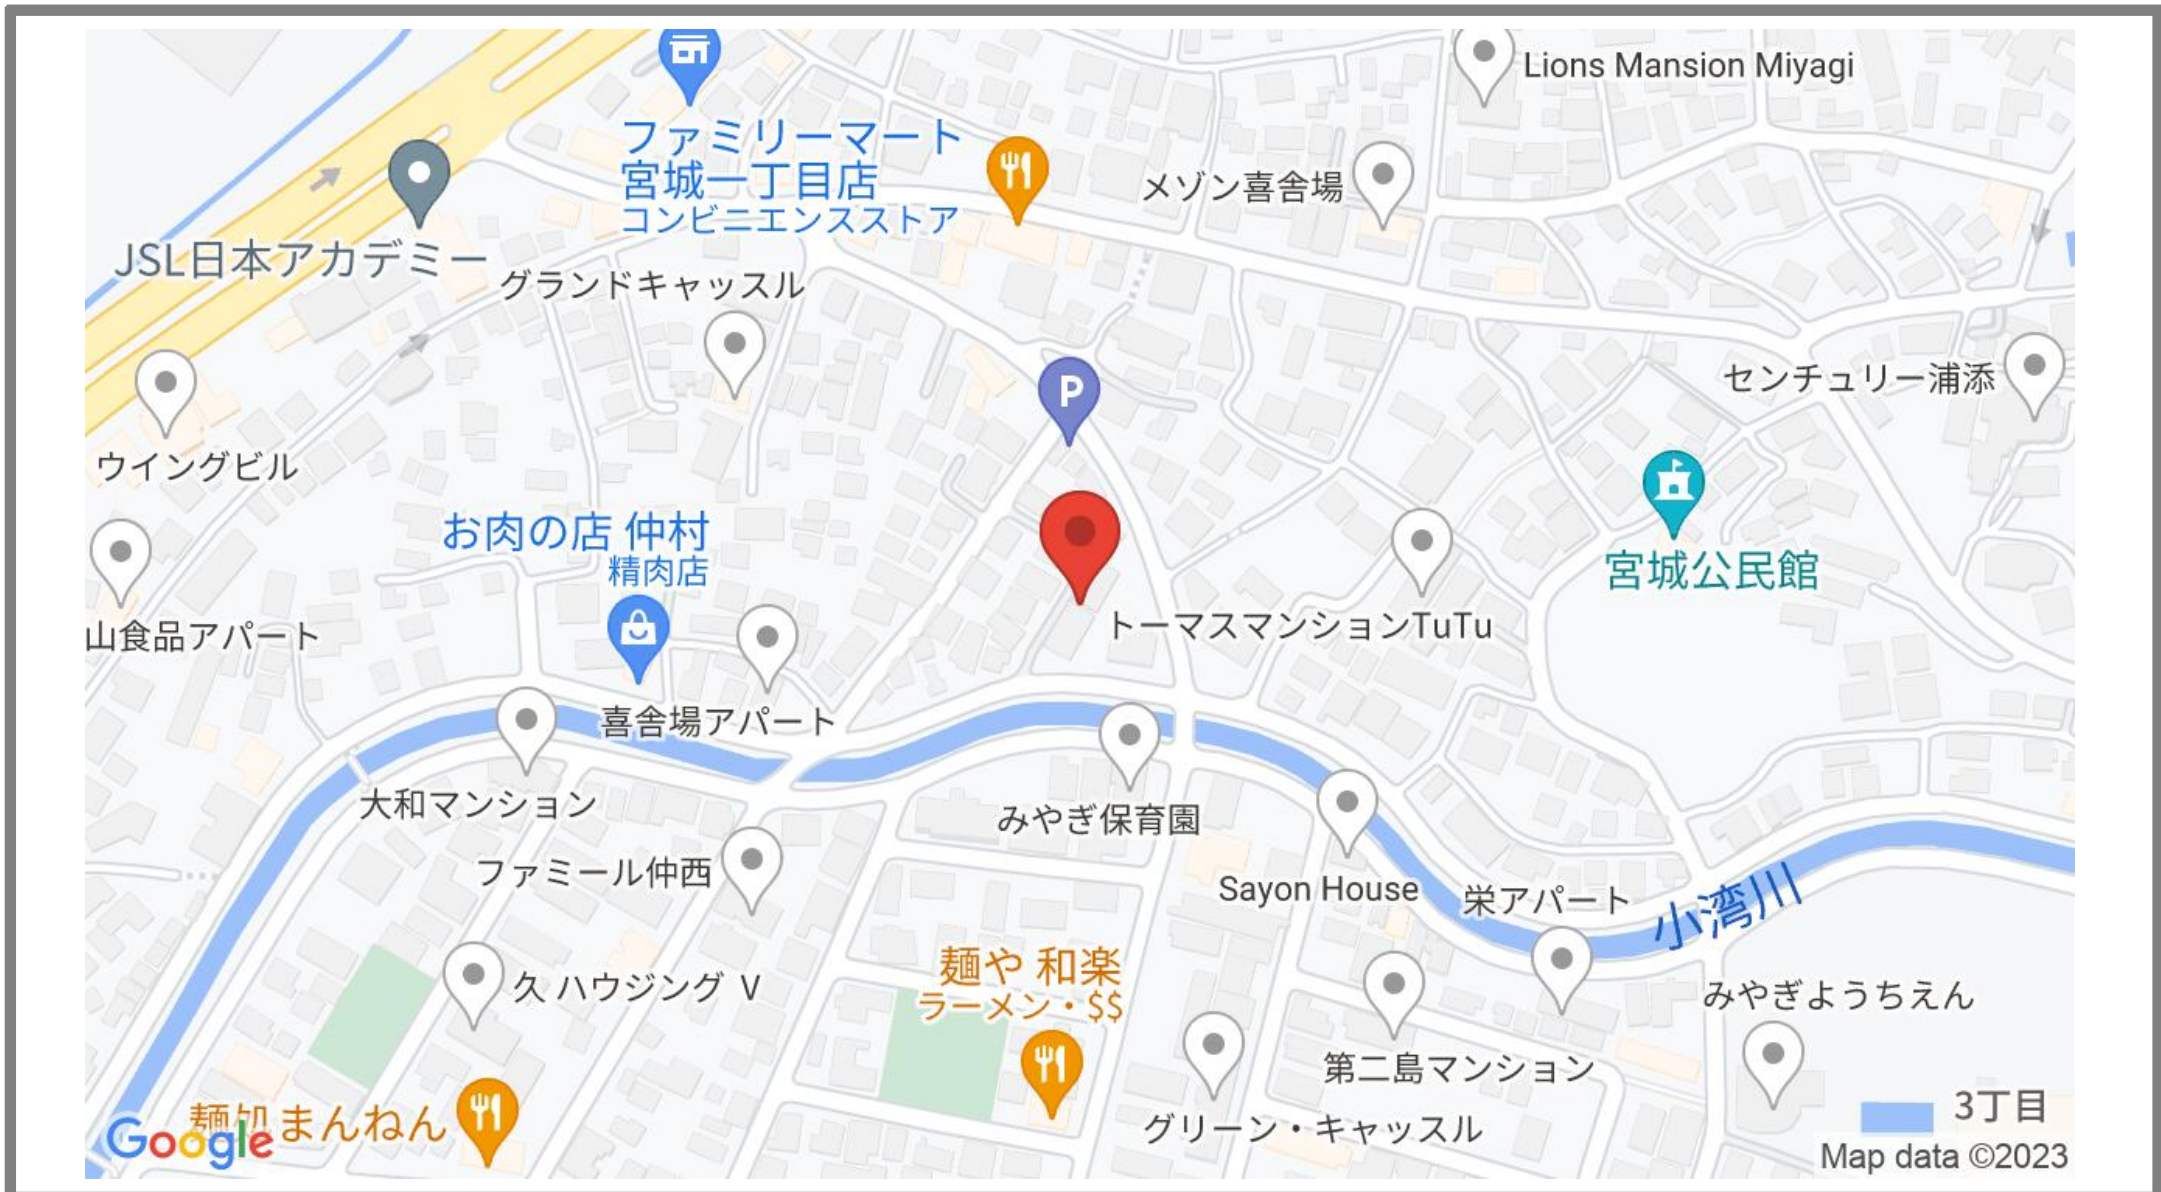 Lions Mansion Miyagi
ファミリーマート
宮城一丁目店
コンビニエンスストア
メゾン喜舎場
JSL日本アカデミー
グランドキャッスル
P
センチュリー浦添
ウイングビル
お肉の店 仲村
精肉店
宮城公民館
山食品アパート
トーマスマンションTuTu
喜舎場アパート
大和マンション
みやぎ保育園
ファミール仲西
Sayon House
栄アパート
小湾川
麺や 和楽
ラーメン・$$
久 ハウジング V
みやぎようちえん
第二島マンション
グリーン・キャッスル
3丁目
麺処 まんねん
Google
Map data ©2023